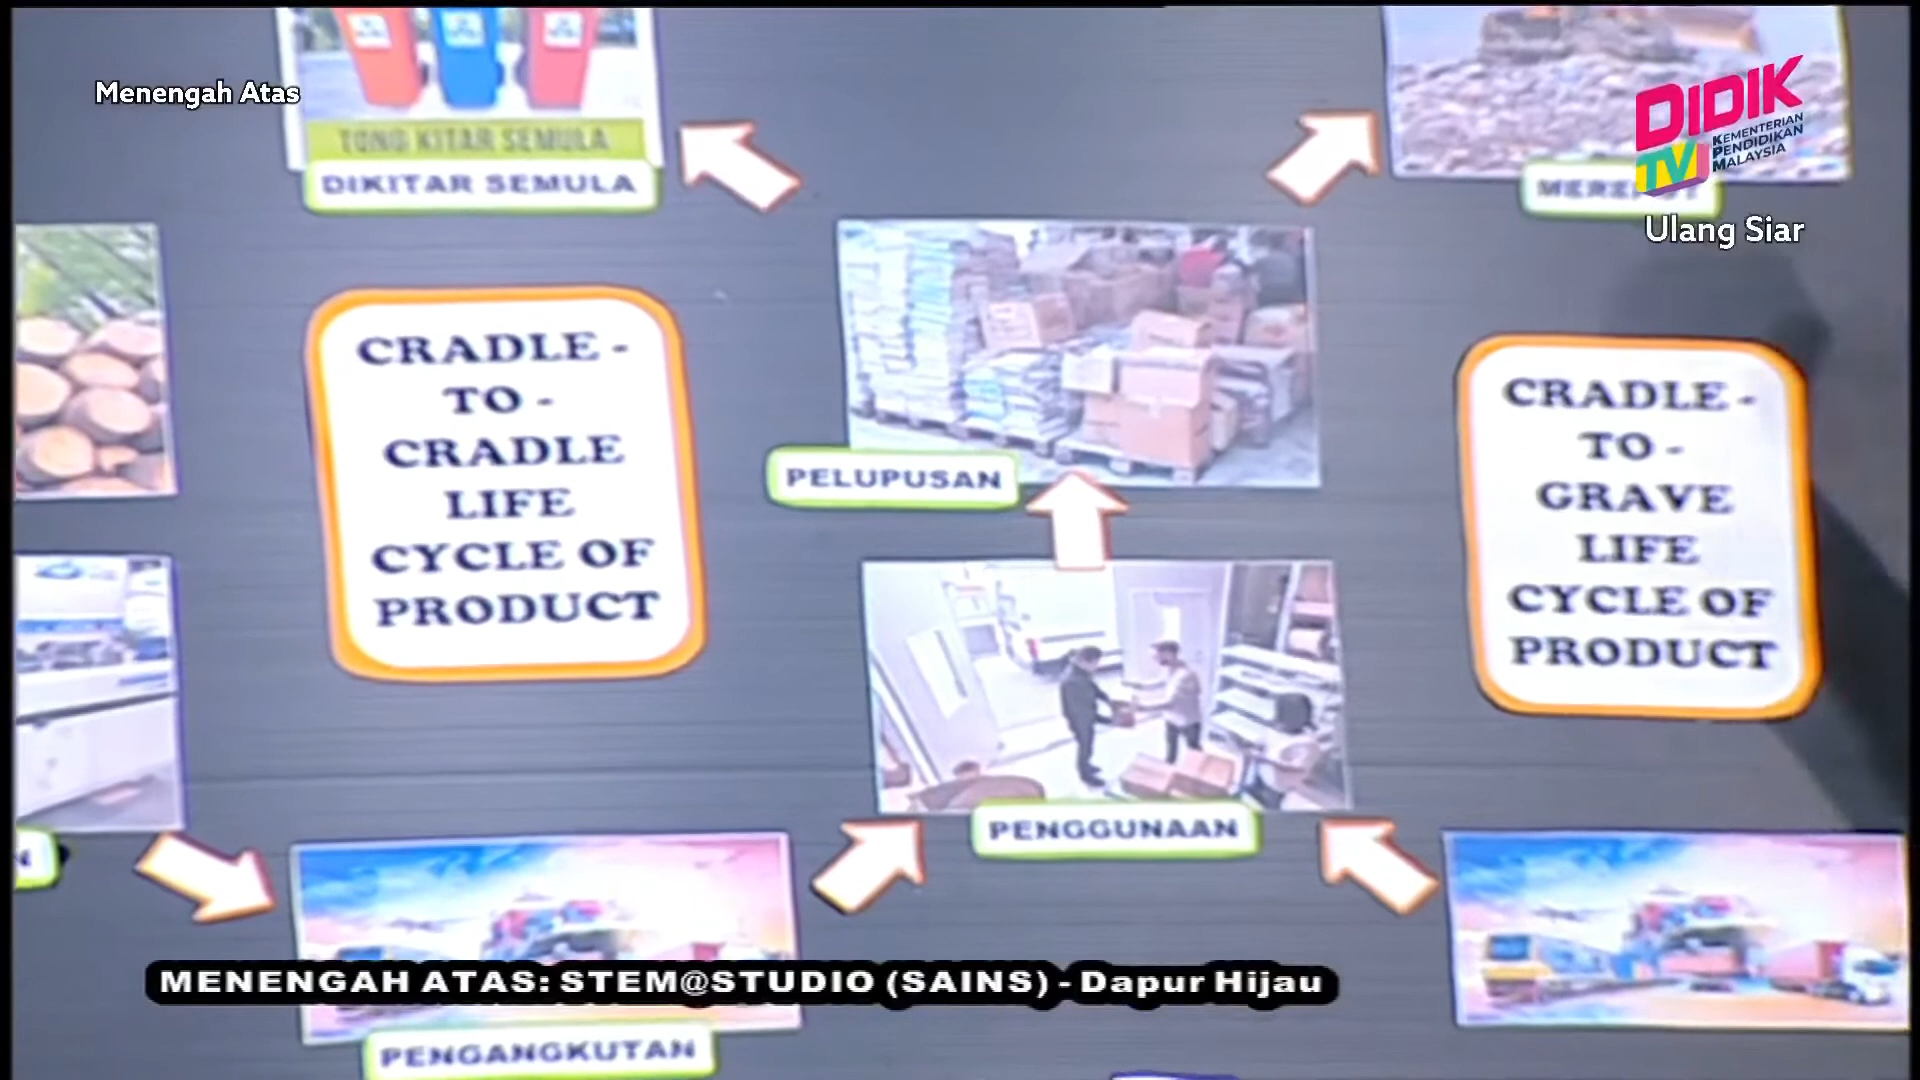 Menengah Atas
TONG KITAR SEMULA
DIKITAR SEMULA
DIDIK
TV
KEMENTERIAN
PENDIDIKAN
MALAYSIA
Ulang Siar
CRADLE -
TO -
CRADLE
LIFE
CYCLE OF
PRODUCT
PELUPUSAN
CRADLE -
TO -
GRAVE
LIFE
CYCLE OF
PRODUCT
PENGGUNAAN
MENENGAH ATAS: STEM@STUDIO (SAINS) - Dapur Hijau
PENGANGKUTAN